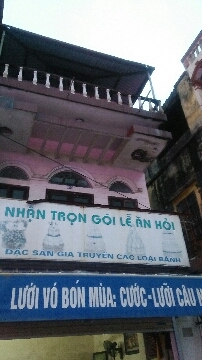 NHẬN TRỌN GÓI LỄ ĂN HỎI
ĐẶC SẢN GIA TRUYỀN CÁC LOẠI BÁNH
LƯỚI VÓ BỐN MÙA: CƯỚC - LƯỠI CÂU